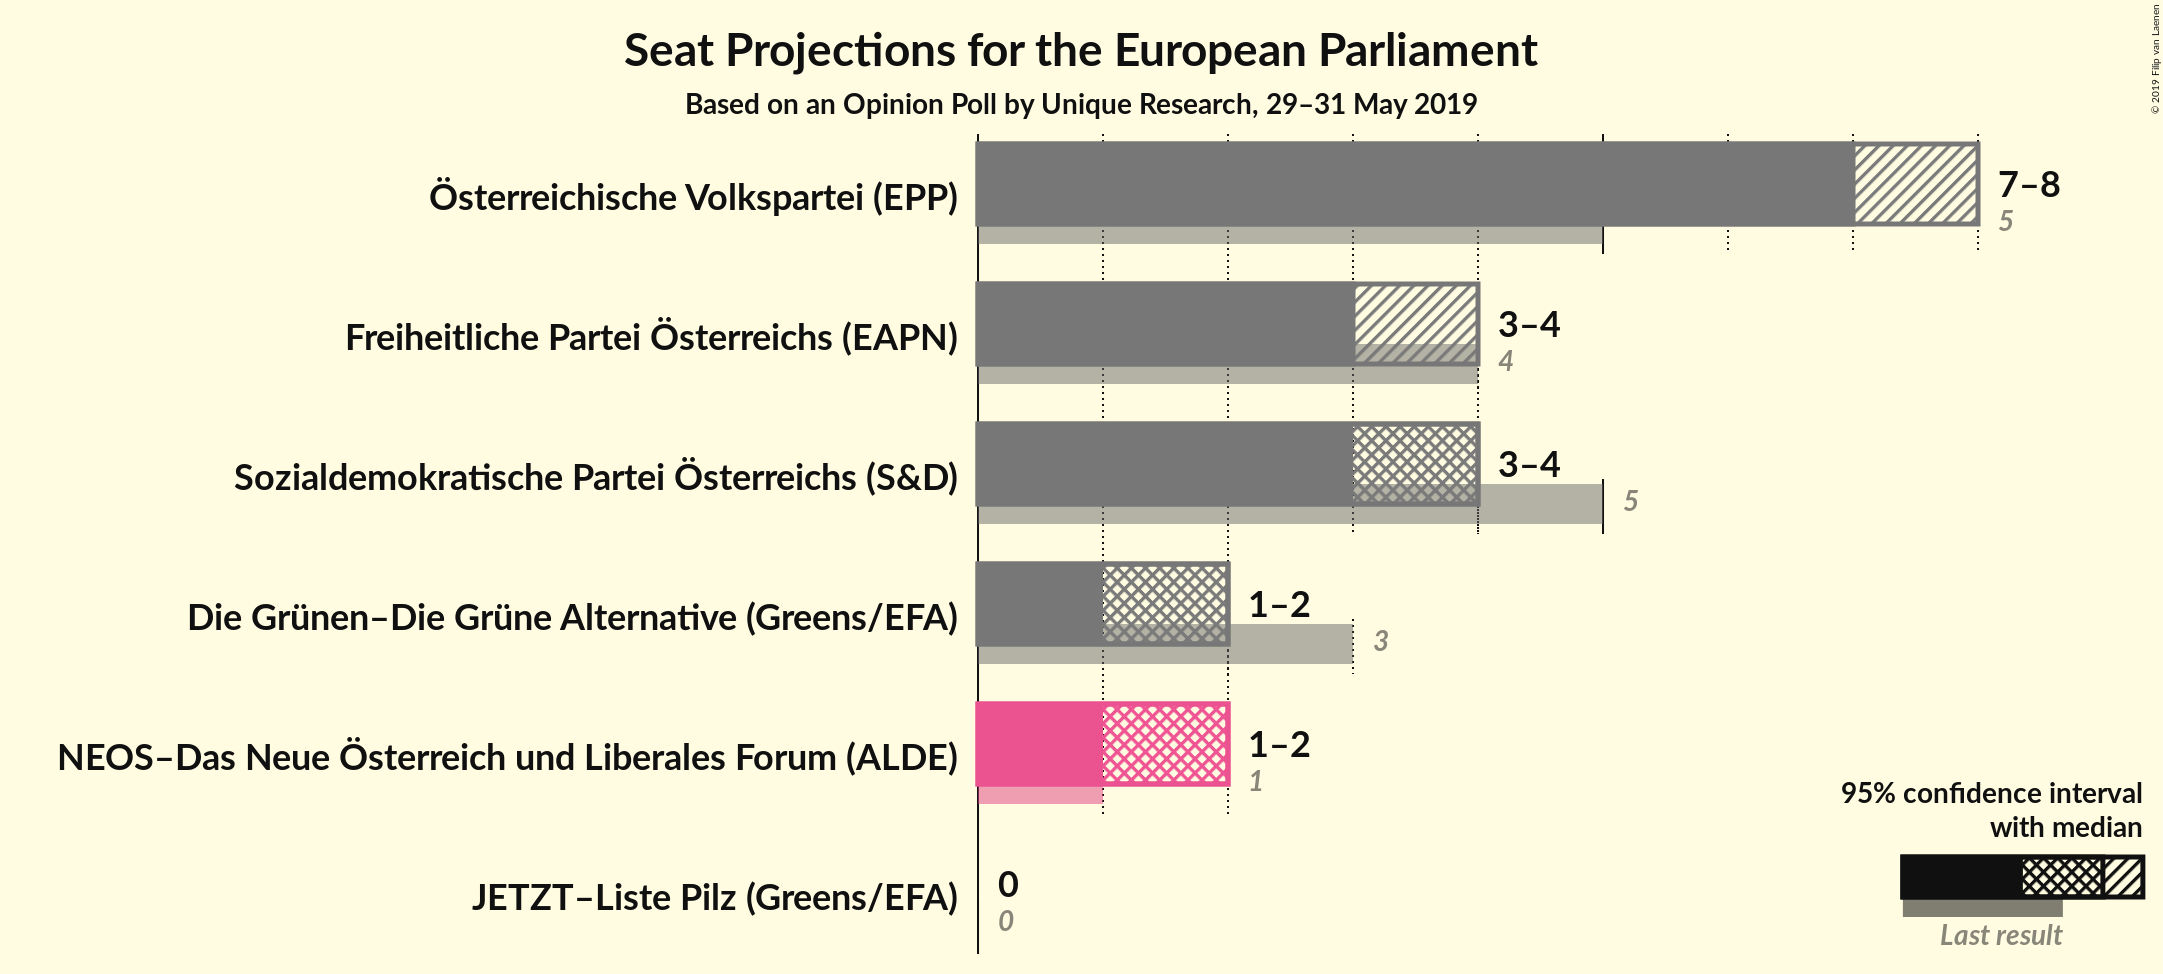 Seat Projections for the European Parliament
Based on an Opinion Poll by Unique Research, 29–31 May 2019
© 2019 Filip van Laenen
Österreichische Volkspartei (EPP)
7–8
5
Freiheitliche Partei Österreichs (EAPN)
3–4
4
Sozialdemokratische Partei Österreichs (S&D)
3–4
5
Die Grünen–Die Grüne Alternative (Greens/EFA)
1–2
3
NEOS–Das Neue Österreich und Liberales Forum (ALDE)
1–2
1
JETZT–Liste Pilz (Greens/EFA)
0
0
95% confidence interval
with median
Last result